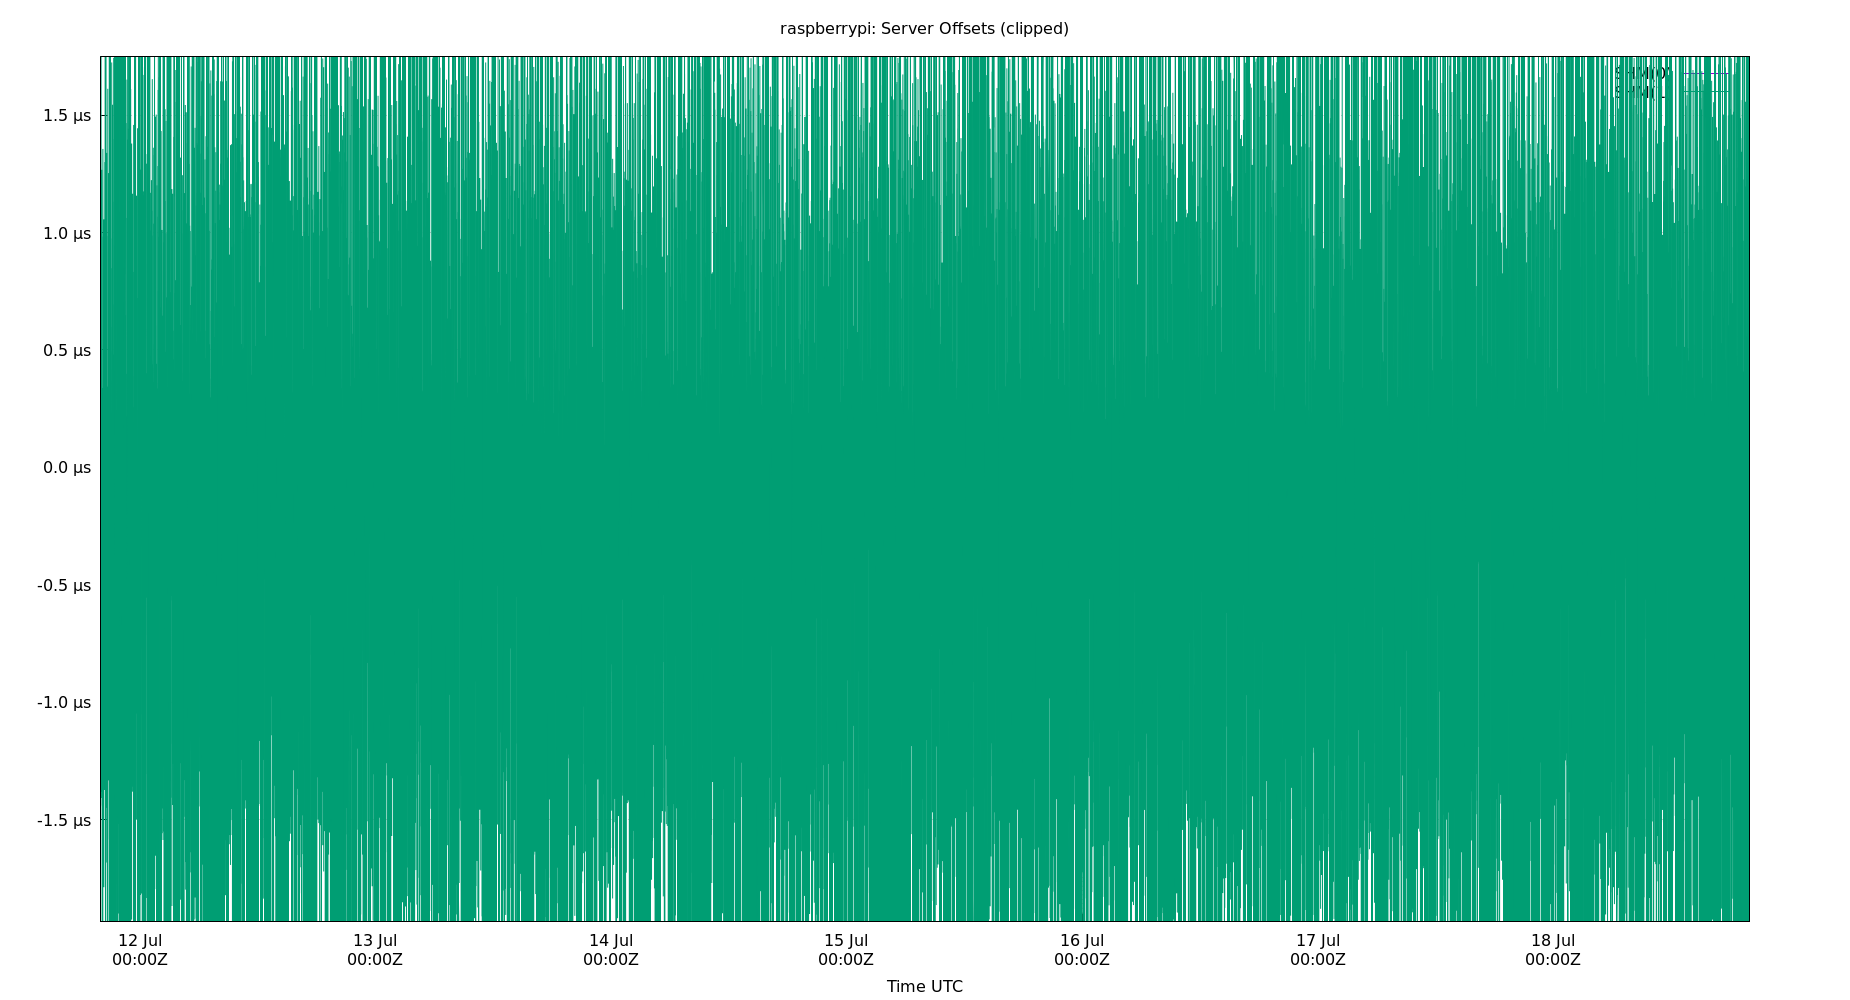 raspberrypi: Server Offsets (clipped)
SHM(0)
1.5 µs
1.0 µs
0.5 µs
0.0 µs
-0.5 µs
-1.0 µs
-1.5 µs
12 Jul 13 Jul 14 Jul 15 Jul 16 Jul 17 Jul 18 Jul
00:00Z 00:00Z 00:00Z 00:00Z 00:00Z 00:00Z 00:00Z
Time UTC